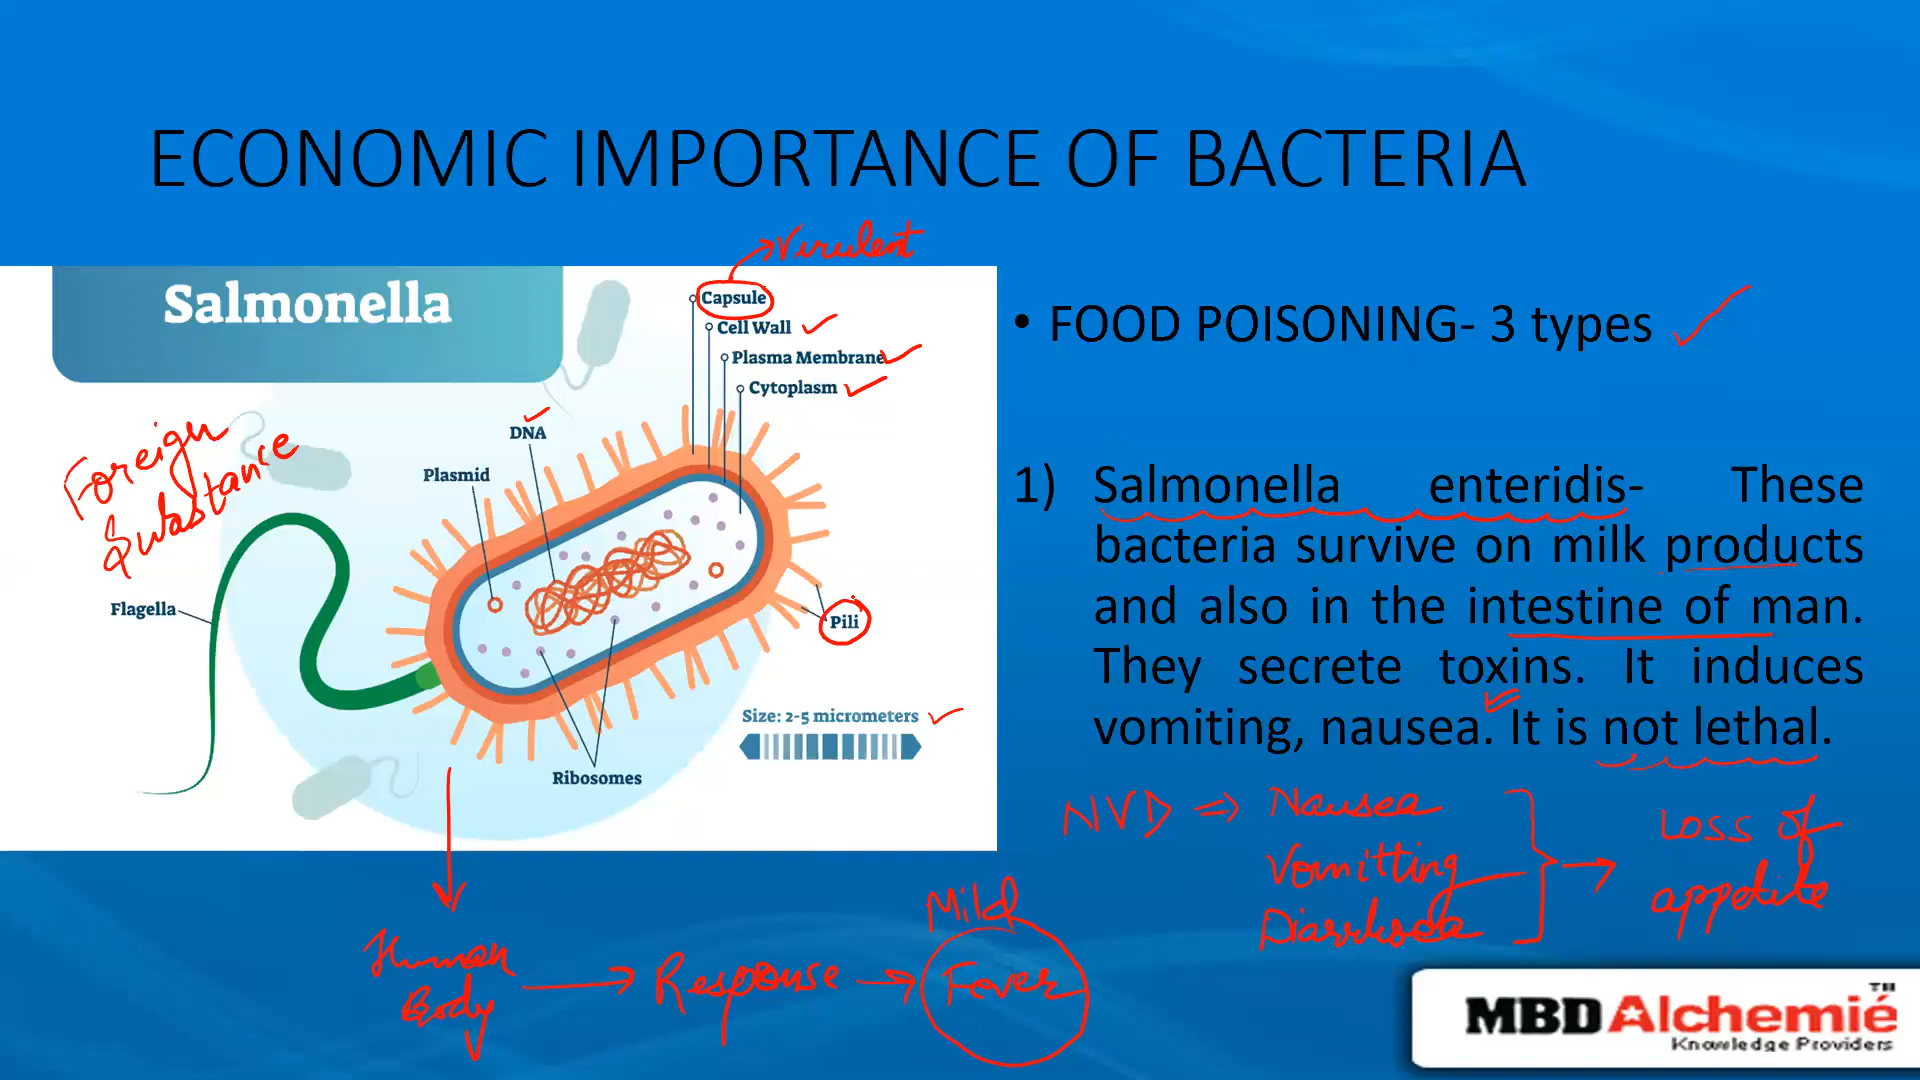 ECONOMIC IMPORTANCE OF BACTERIA
Virulent
Salmonella
Capsule
Cell Wall
Plasma Membrane
Cytoplasm
DNA
Plasmid
Foreign
Substance
Flagella
Pili
Size: 2-5 micrometers
Ribosomes
• FOOD POISONING- 3 types
1) Salmonella enteridis- These
bacteria survive on milk products
and also in the intestine of man.
They secrete toxins. It induces
vomiting, nausea. It is not lethal.
NVD ⇒ Nausea
Vomitting
Diarrhoea
Loss of
appetite
Human
Body
Response
Mild
Fever
MBDAlchemié™
Knowledge Providers